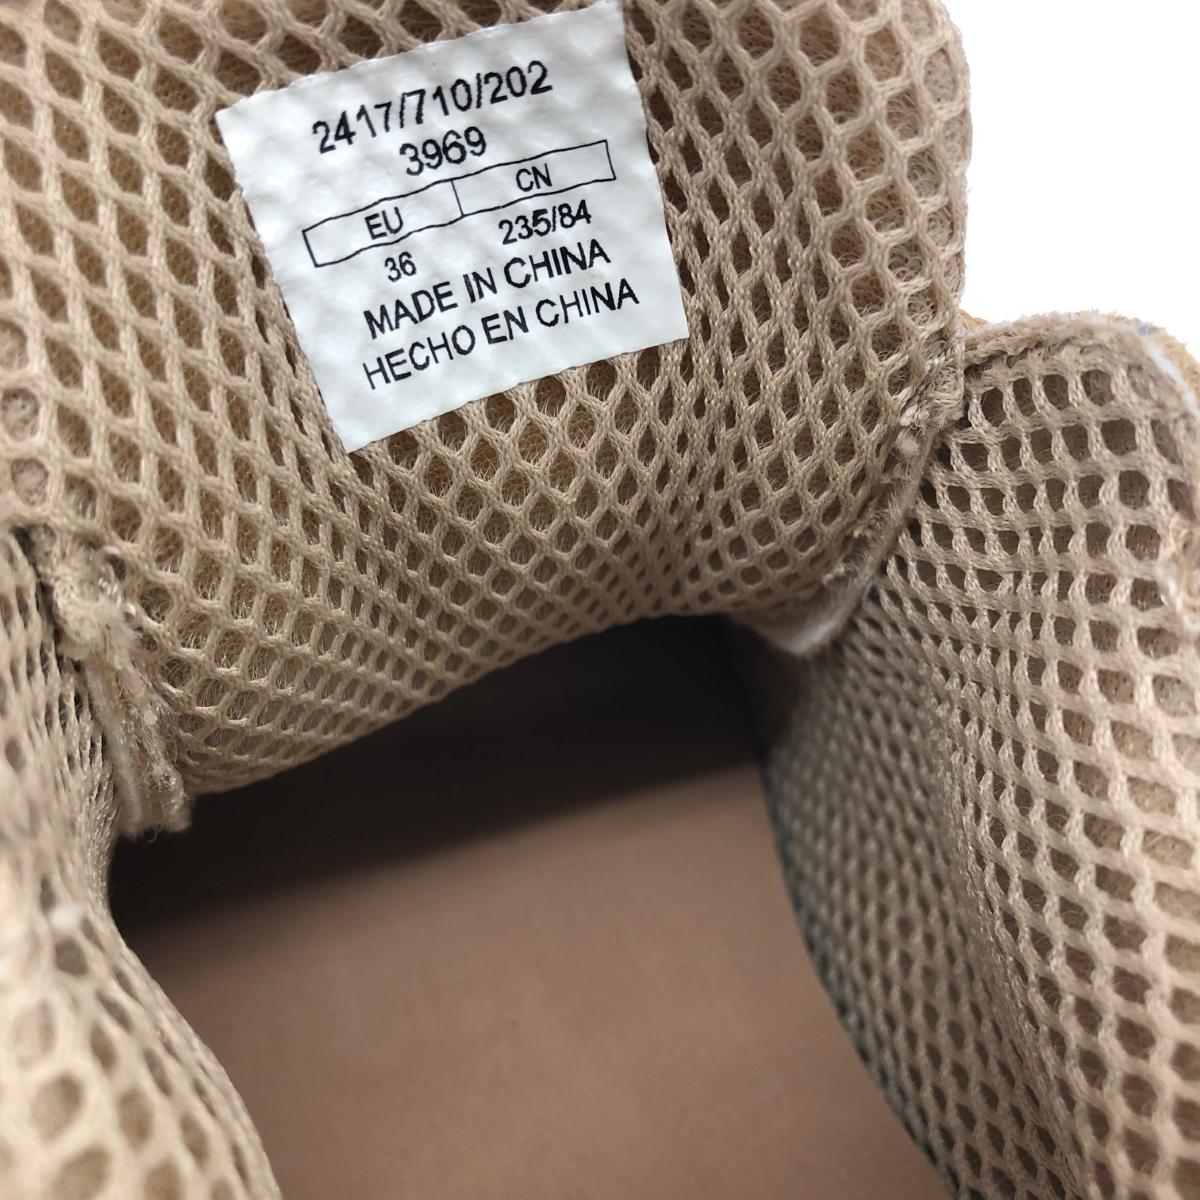 2417/710/202
3969
EU CN
36 235/84
MADE IN CHINA
HECHO EN CHINA